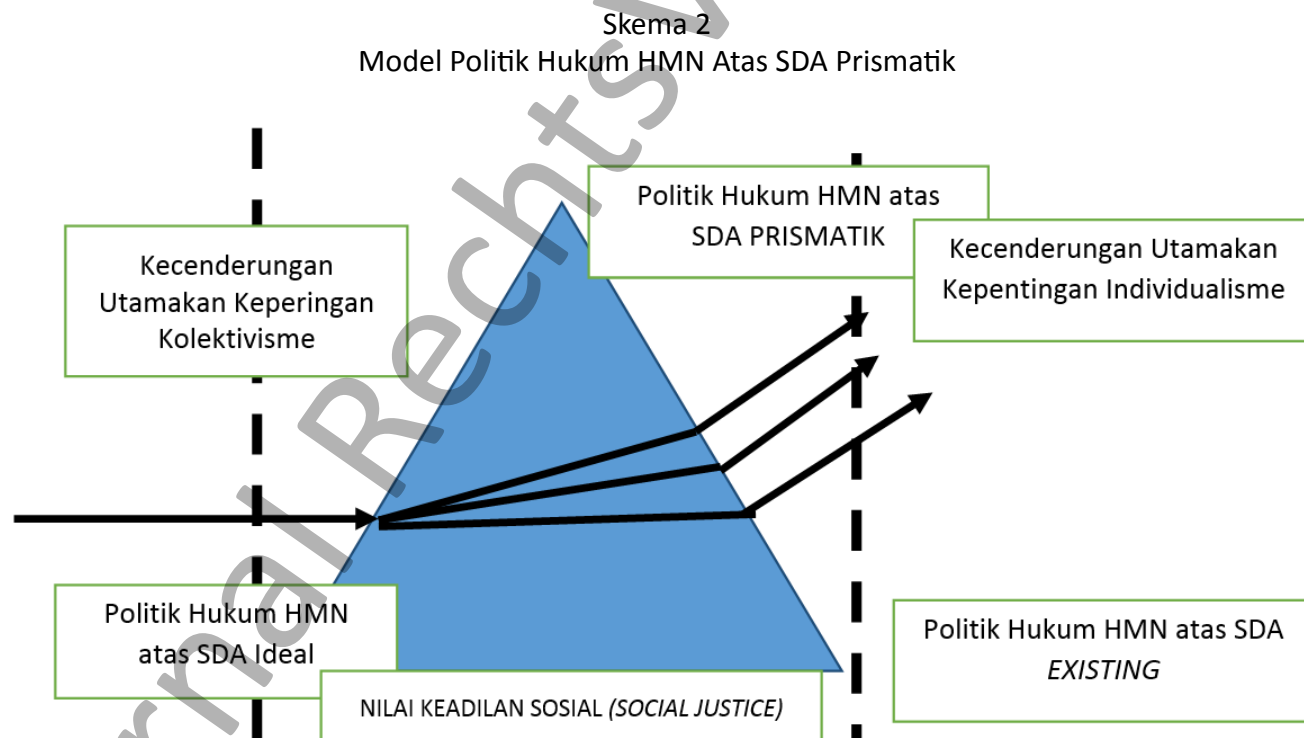 Skema 2
Model Politik Hukum HMN Atas SDA Prismatik
Politik Hukum HMN atas
SDA PRISMATIK
Kecenderungan
Utamakan Keperingan
Kolektivisme
Kecenderungan Utamakan
Kepentingan Individualisme
Politik Hukum HMN
atas SDA Ideal
Politik Hukum HMN atas SDA
EXISTING
NILAI KEADILAN SOSIAL (SOCIAL JUSTICE)
rnal Rechtsv